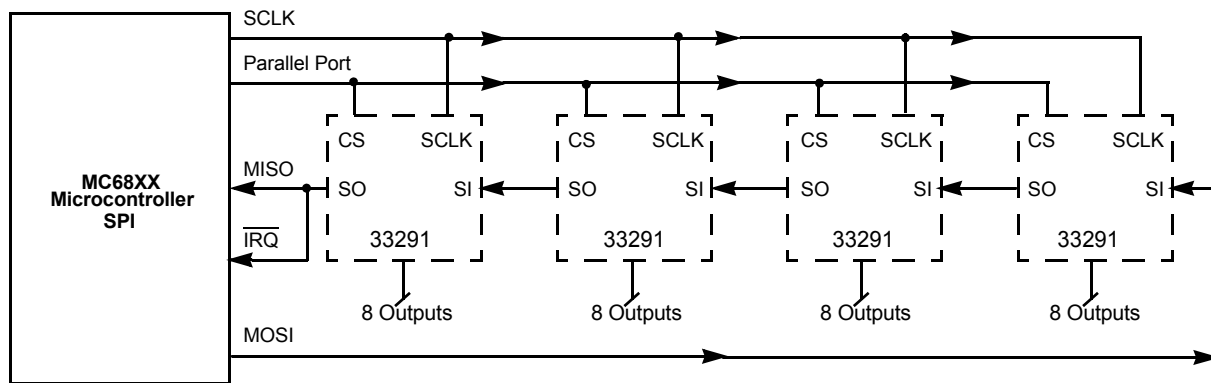 SCLK
Parallel Port
CS SCLK
CS SCLK
CS SCLK
CS SCLK
MC68XX
Microcontroller
SPI
MISO
SO SI
SO SI
SO SI
SO SI
IRQ
33291
33291
33291
33291
8 Outputs
8 Outputs
8 Outputs
8 Outputs
MOSI